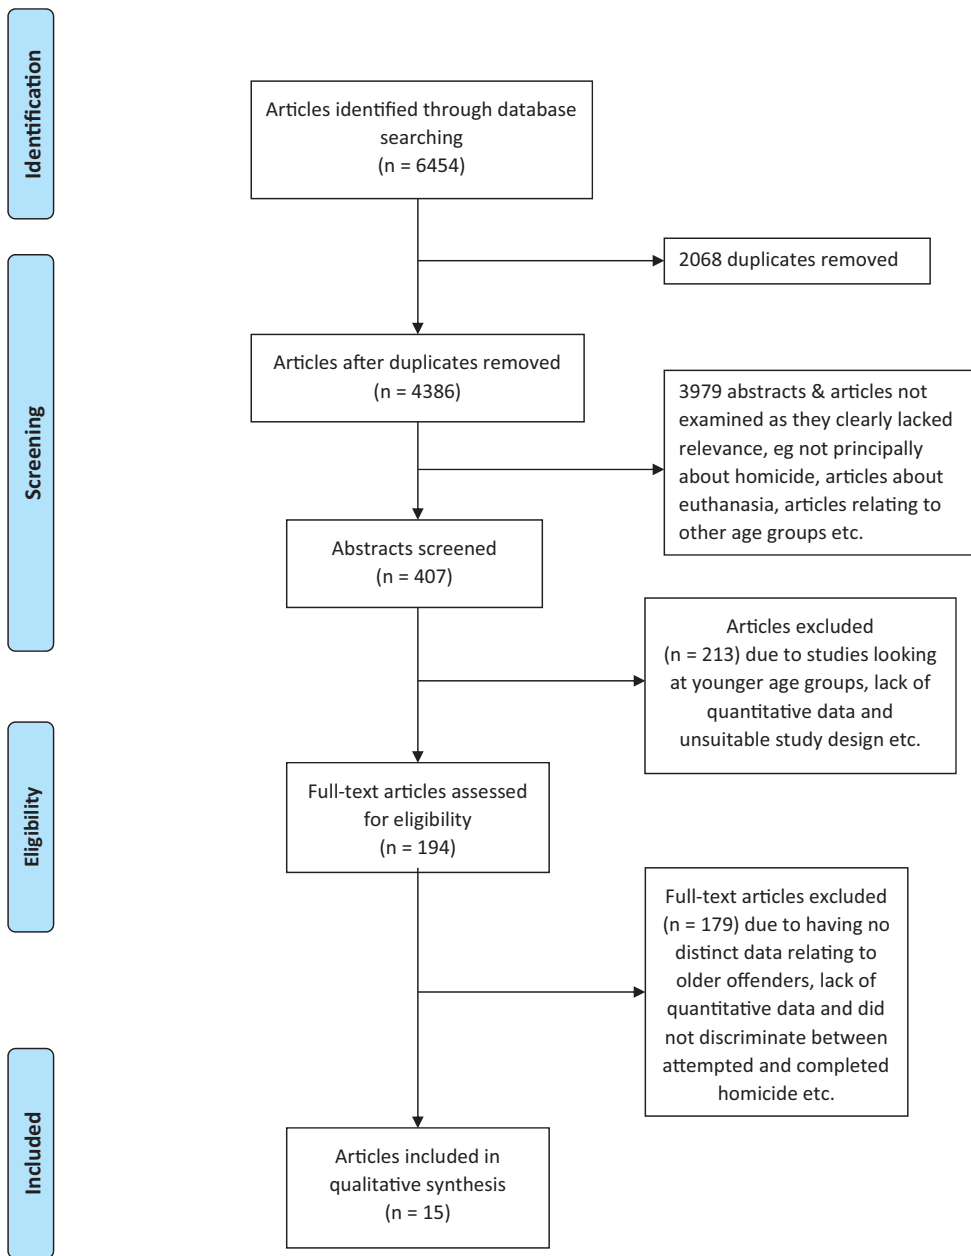 Identification
Articles identified through database
searching
(n = 6454)
2068 duplicates removed
Screening
Articles after duplicates removed
(n = 4386)
3979 abstracts & articles not
examined as they clearly lacked
relevance, eg not principally
about homicide, articles about
euthanasia, articles relating to
other age groups etc.
Abstracts screened
(n = 407)
Articles excluded
(n = 213) due to studies looking
at younger age groups, lack of
quantitative data and
unsuitable study design etc.
Eligibility
Full-text articles assessed
for eligibility
(n = 194)
Full-text articles excluded
(n = 179) due to having no
distinct data relating to
older offenders, lack of
quantitative data and did
not discriminate between
attempted and completed
homicide etc.
Included
Articles included in
qualitative synthesis
(n = 15)